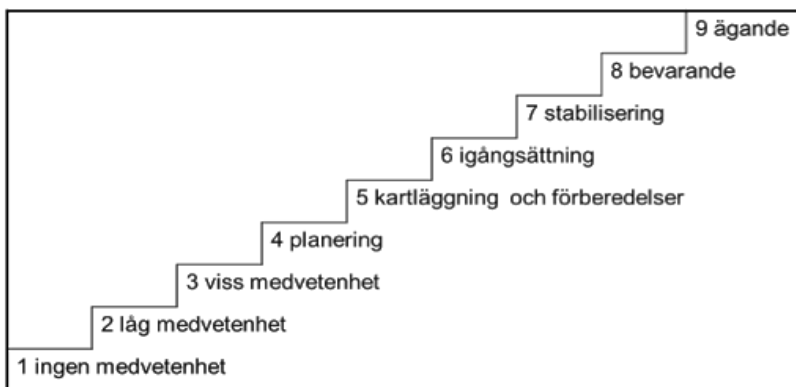 9 ägande
8 bevarande
7 stabilisering
6 igångsättning
5 kartläggning och förberedelser
4 planering
3 viss medvetenhet
2 låg medvetenhet
1 ingen medvetenhet